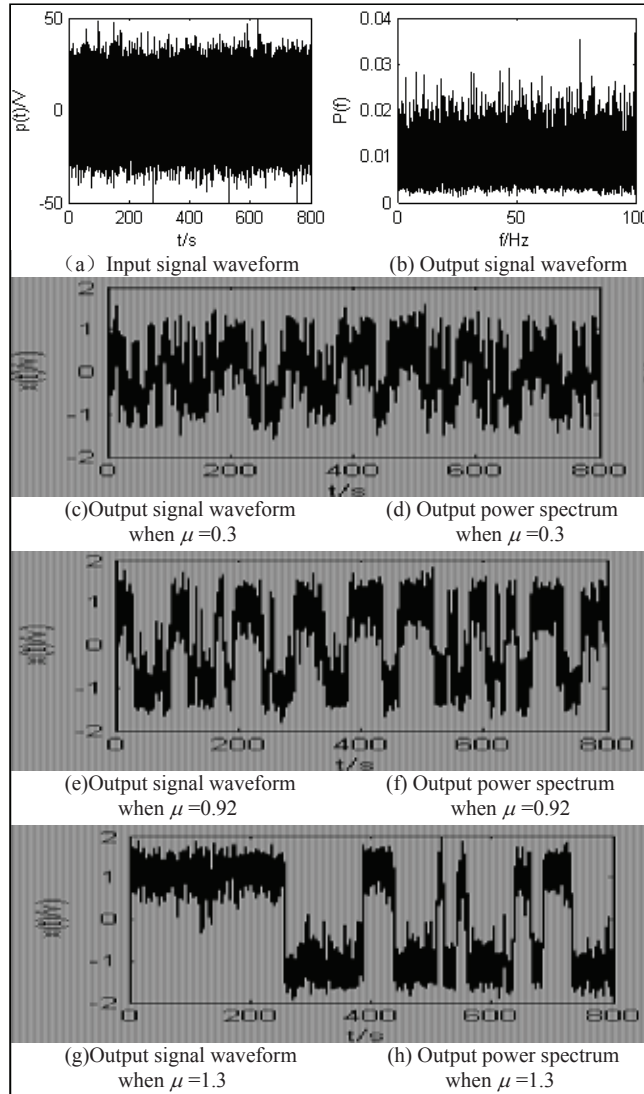 50
0
-50
p(t)/V
0 200 400 600 800
t/s
0.04
0.03
0.02
0.01
0
P(f)
0 50 100
f/Hz
（a） Input signal waveform
(b) Output signal waveform
2
1
0
-1
-2
x(t)/v
0 200 400 600 800
t/s
(c)Output signal waveform
when μ =0.3
(d) Output power spectrum
when μ =0.3
2
1
0
-1
-2
x(t)/v
0 200 400 600 800
t/s
(e)Output signal waveform
when μ =0.92
(f) Output power spectrum
when μ =0.92
2
1
0
-1
-2
x(t)/v
0 200 400 600 800
t/s
(g)Output signal waveform
when μ =1.3
(h) Output power spectrum
when μ =1.3